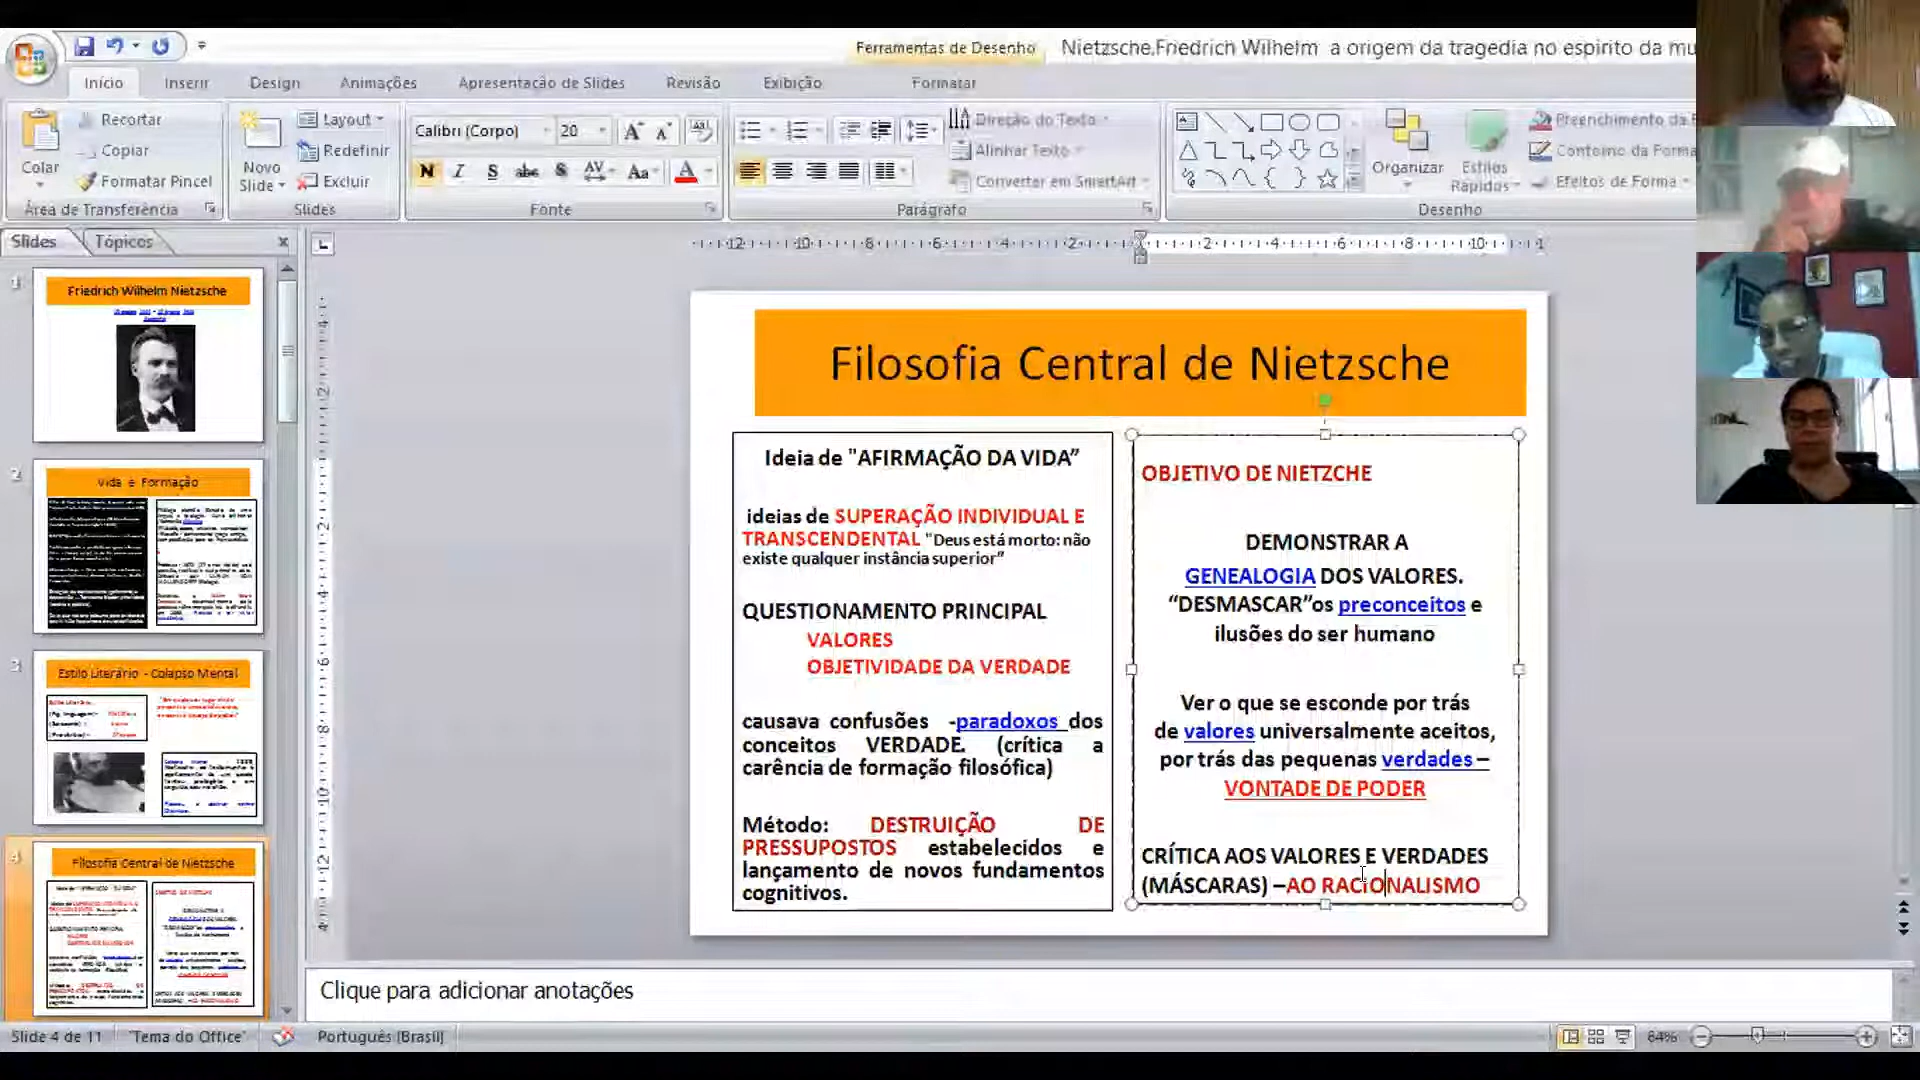 Ferramentas de Desenho
Nietzsche.Friedrich Wilhelm a origem da tragedia no espirito da mu
Início
Inserir
Design
Animações
Apresentação de Slides
Revisão
Exibição
Formatar
Colar
Recortar
Copiar
Formatar Pincel
Área de Transferência
Novo
Slide
Layout
Redefinir
Excluir
Slides
Calibri (Corpo)
20
Fonte
Direção do Texto
Alinhar Texto
Converter em SmartArt
Parágrafo
Organizar
Estilos
Rápidos
Preenchimento da
Contorno da Forma
Efeitos de Forma
Desenho
Slides
Tópicos
1
Friedrich Wilhelm Nietzsche
2
Vida e Formação
3
Estilo Literário - Colapso Mental
4
Filosofia Central de Nietzsche
Filosofia Central de Nietzsche
Ideia de "AFIRMAÇÃO DA VIDA”
ideias de SUPERAÇÃO INDIVIDUAL E
TRANSCENDENTAL "Deus está morto: não
existe qualquer instância superior”
QUESTIONAMENTO PRINCIPAL
VALORES
OBJETIVIDADE DA VERDADE
causava confusões -paradoxos dos
conceitos VERDADE. (crítica a
carência de formação filosófica)
Método: DESTRUIÇÃO DE
PRESSUPOSTOS estabelecidos e
lançamento de novos fundamentos
cognitivos.
OBJETIVO DE NIETZCHE
DEMONSTRAR A
GENEALOGIA DOS VALORES.
“DESMASCAR”os preconceitos e
ilusões do ser humano
Ver o que se esconde por trás
de valores universalmente aceitos,
por trás das pequenas verdades –
VONTADE DE PODER
CRÍTICA AOS VALORES E VERDADES
(MÁSCARAS) –AO RACIONALISMO
Clique para adicionar anotações
Slide 4 de 11
"Tema do Office"
Português (Brasil)
84%